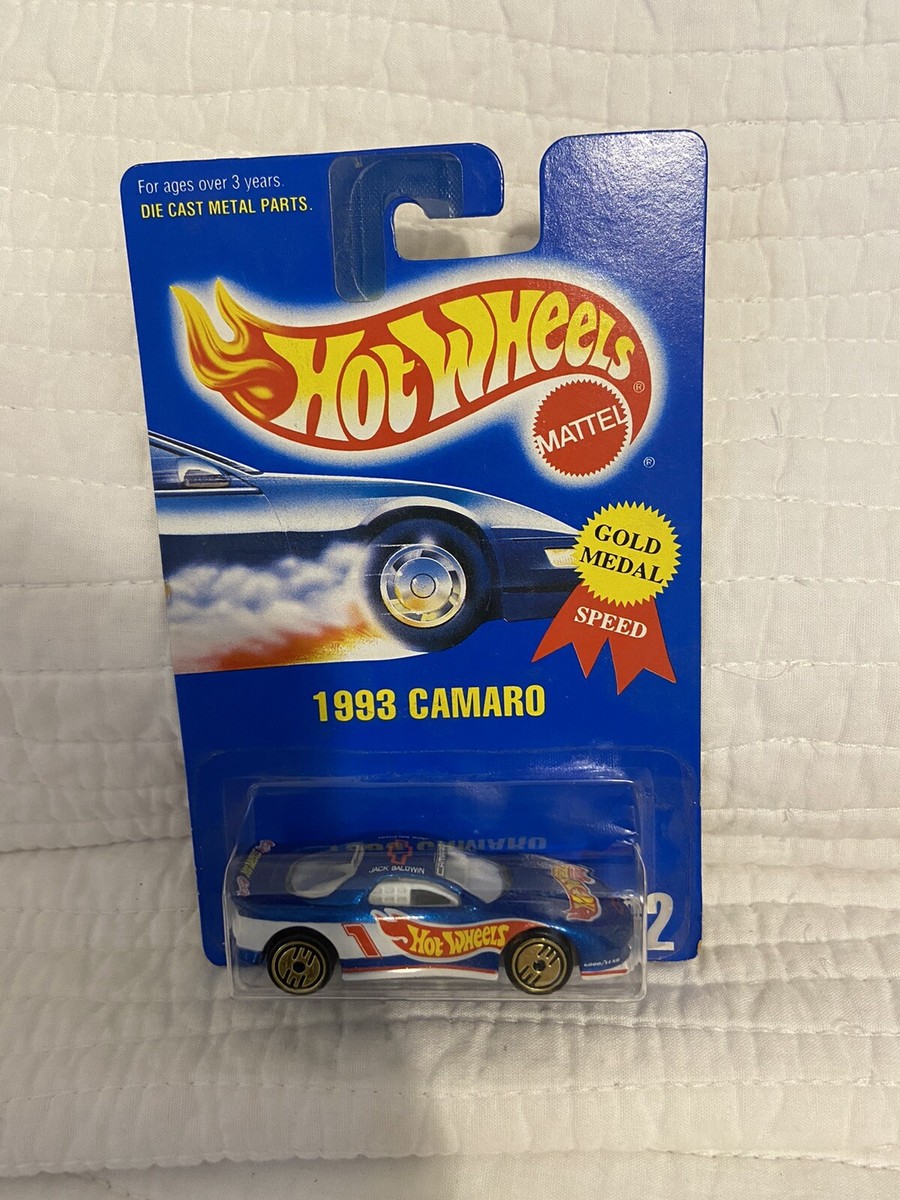 For ages over 3 years.
DIE CAST METAL PARTS.
HOT WHEELS ®
MATTEL
®
GOLD
MEDAL
SPEED
1993 CAMARO
JACK BALDWIN
1
HOT WHEELS
GOODYEAR
2